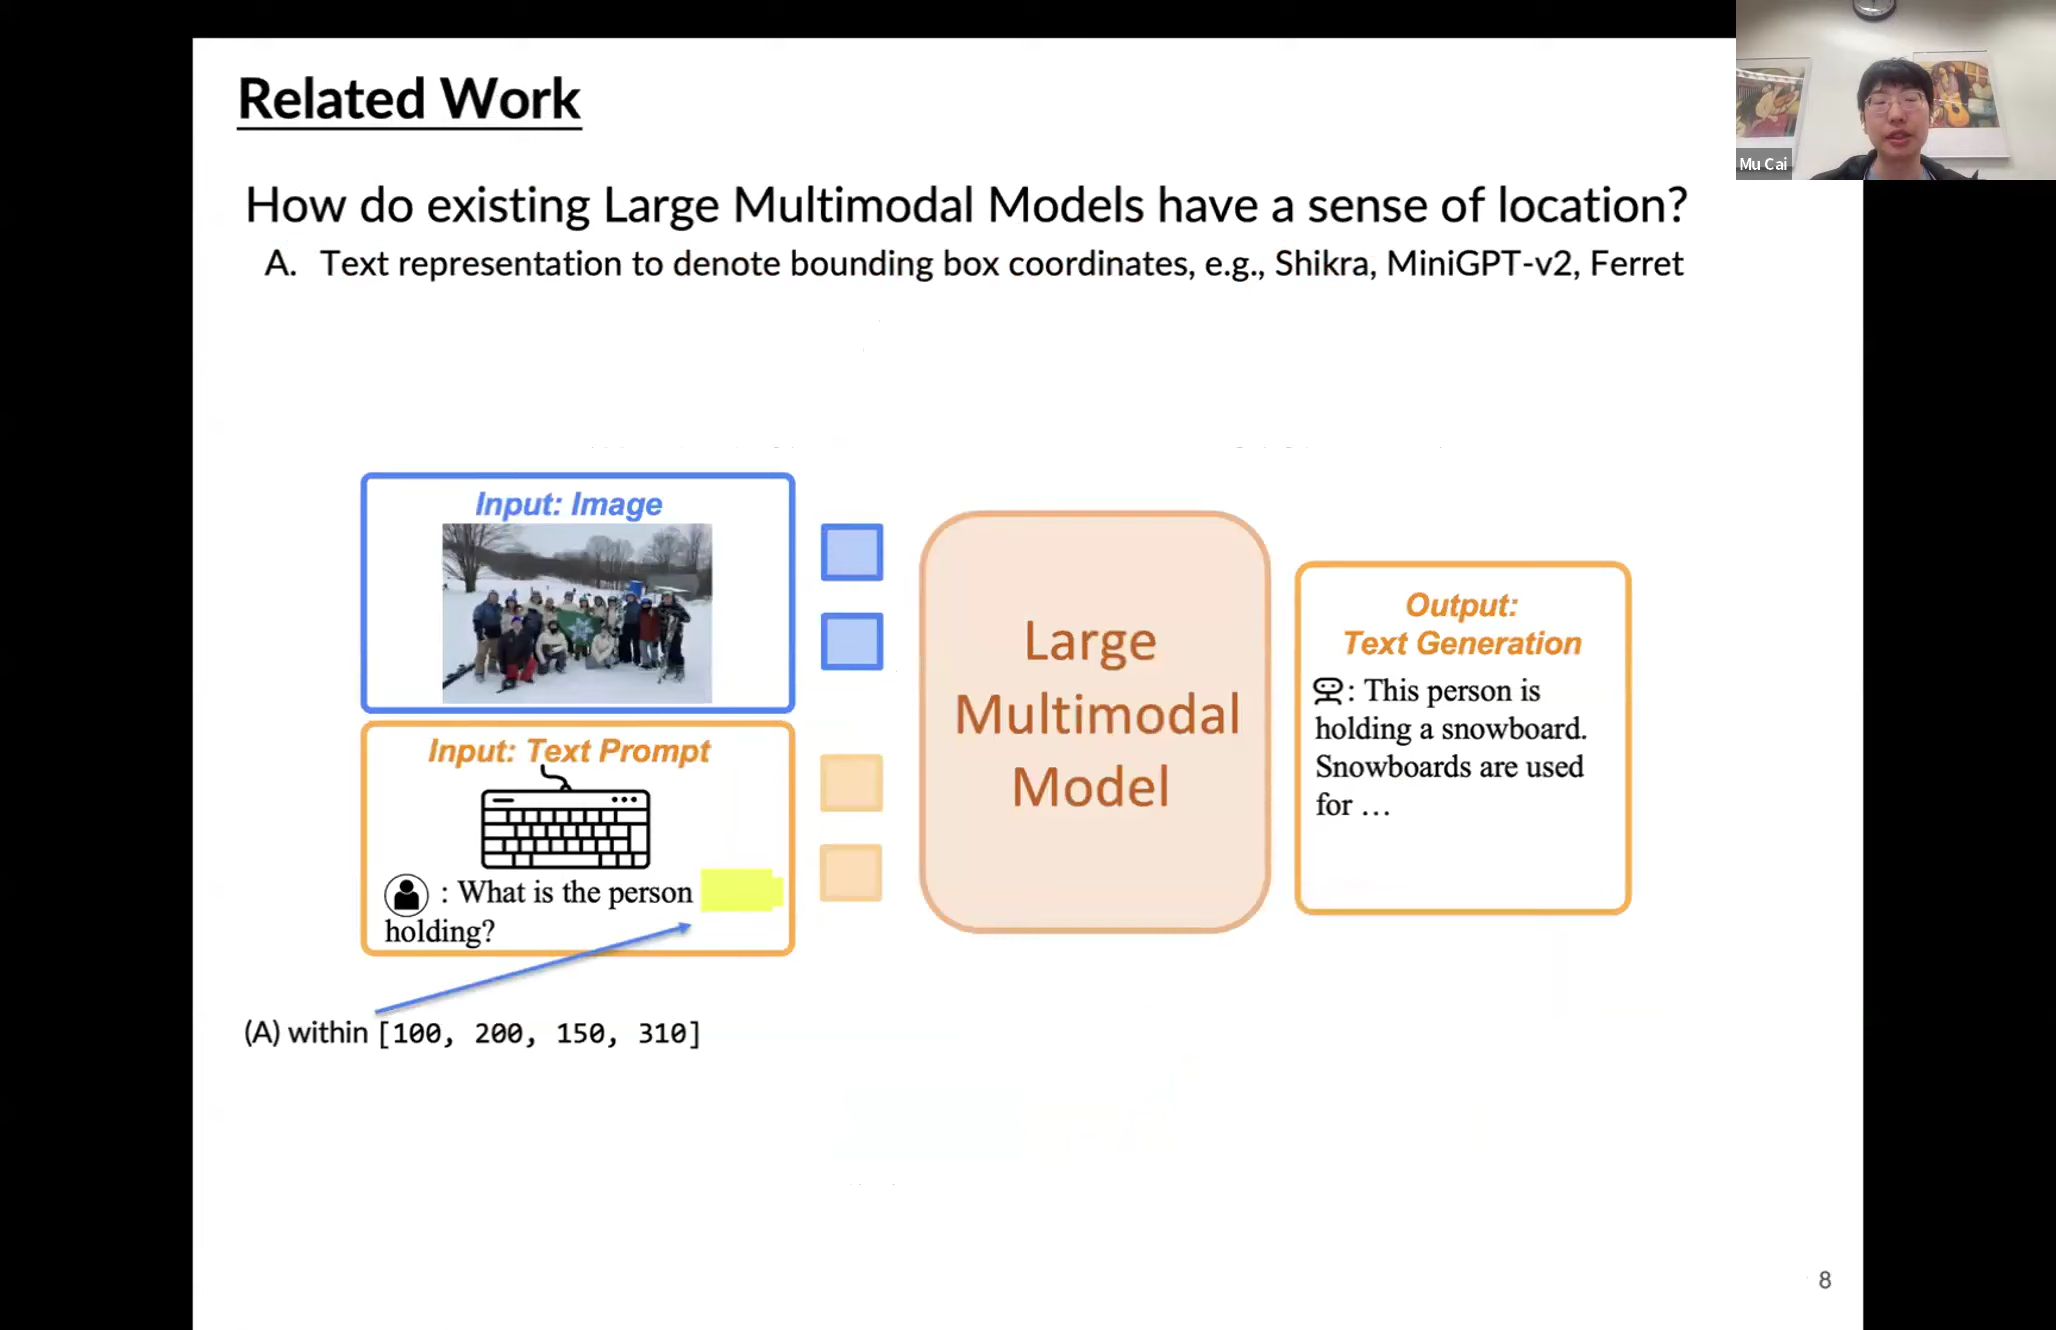 Related Work
Mu Cai
How do existing Large Multimodal Models have a sense of location?
A. Text representation to denote bounding box coordinates, e.g., Shikra, MiniGPT-v2, Ferret
Input: Image
Input: Text Prompt
: What is the person
holding?
Large
Multimodal
Model
Output:
Text Generation
: This person is
holding a snowboard.
Snowboards are used
for ...
(A) within [100, 200, 150, 310]
8